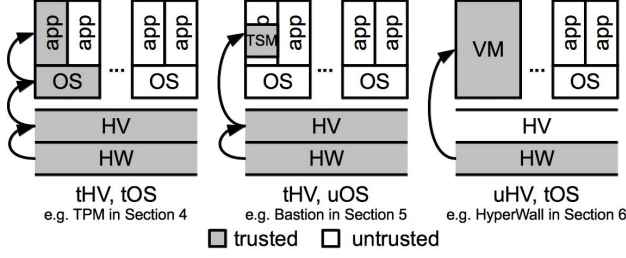 app app app app
OS ... OS
HV
HW
tHV, tOS
e.g. TPM in Section 4
app app app
TSM
OS ... OS
HV
HW
tHV, uOS
e.g. Bastion in Section 5
VM ... app app
OS
HV
HW
uHV, tOS
e.g. HyperWall in Section 6
trusted untrusted